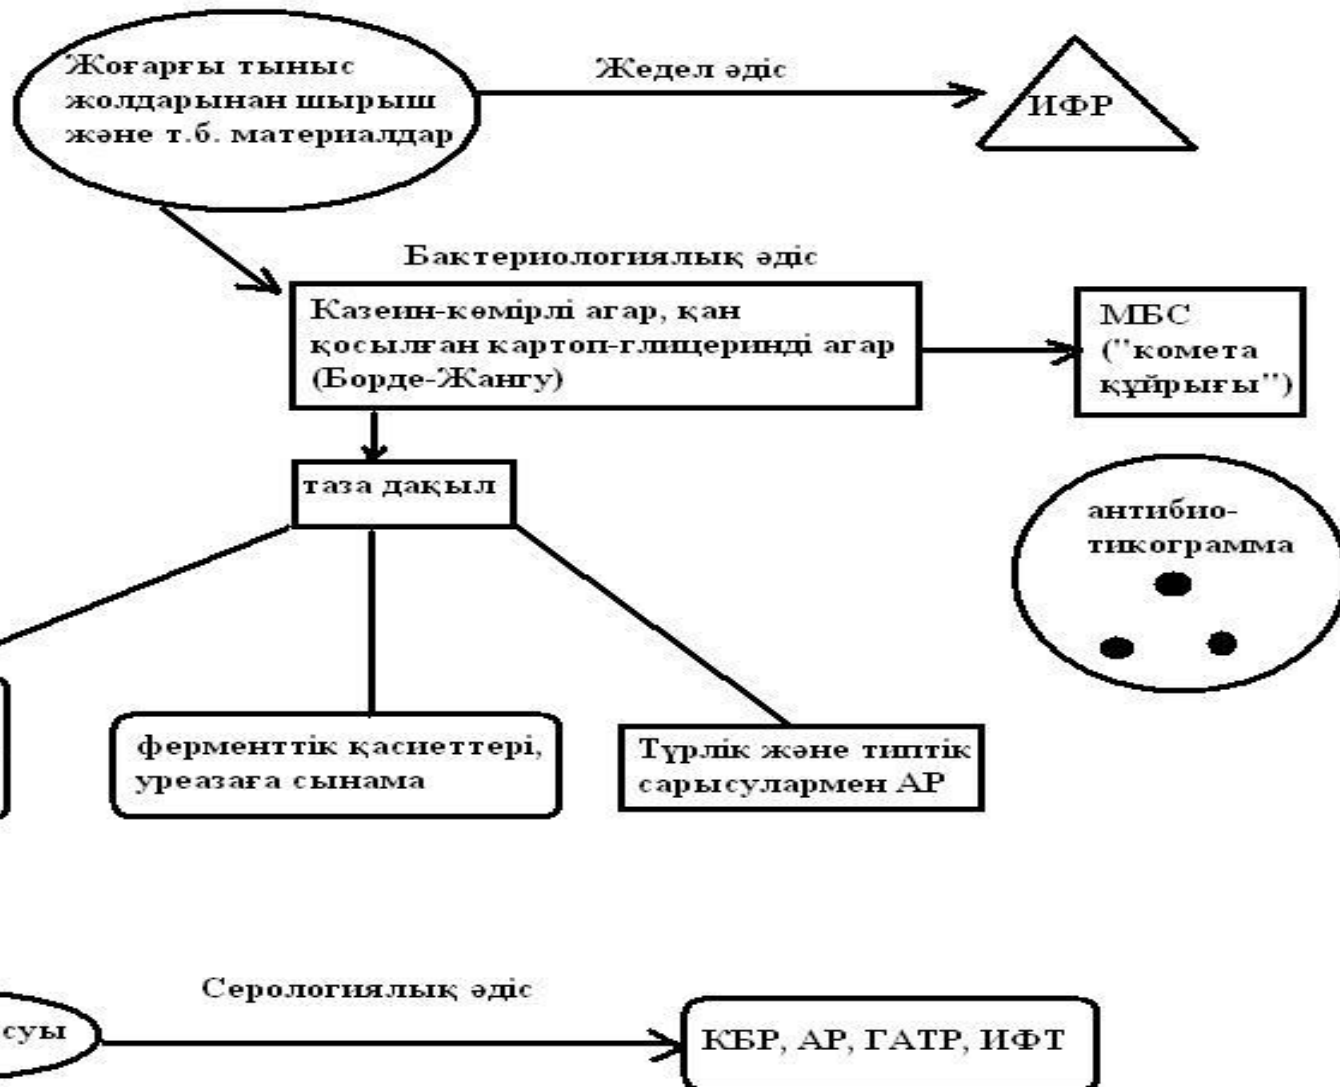 Жоғарғы тыныс
жолдарынан шырыш
және т.б. материалдар
Жедел әдіс
ИФР
Бактериологиялық әдіс
Казеин-көмірлі агар, қан
қосылған картоп-глицеринді агар
(Борде-Жангу)
МБС
("комета
құйрығы")
таза дақыл
антибио-
тикограмма
ферменттік қасиеттері,
уреазаға сынама
Түрлік және типтік
сарысулармен АР
Серологиялық әдіс
суы
КБР, АР, ГАТР, ИФТ